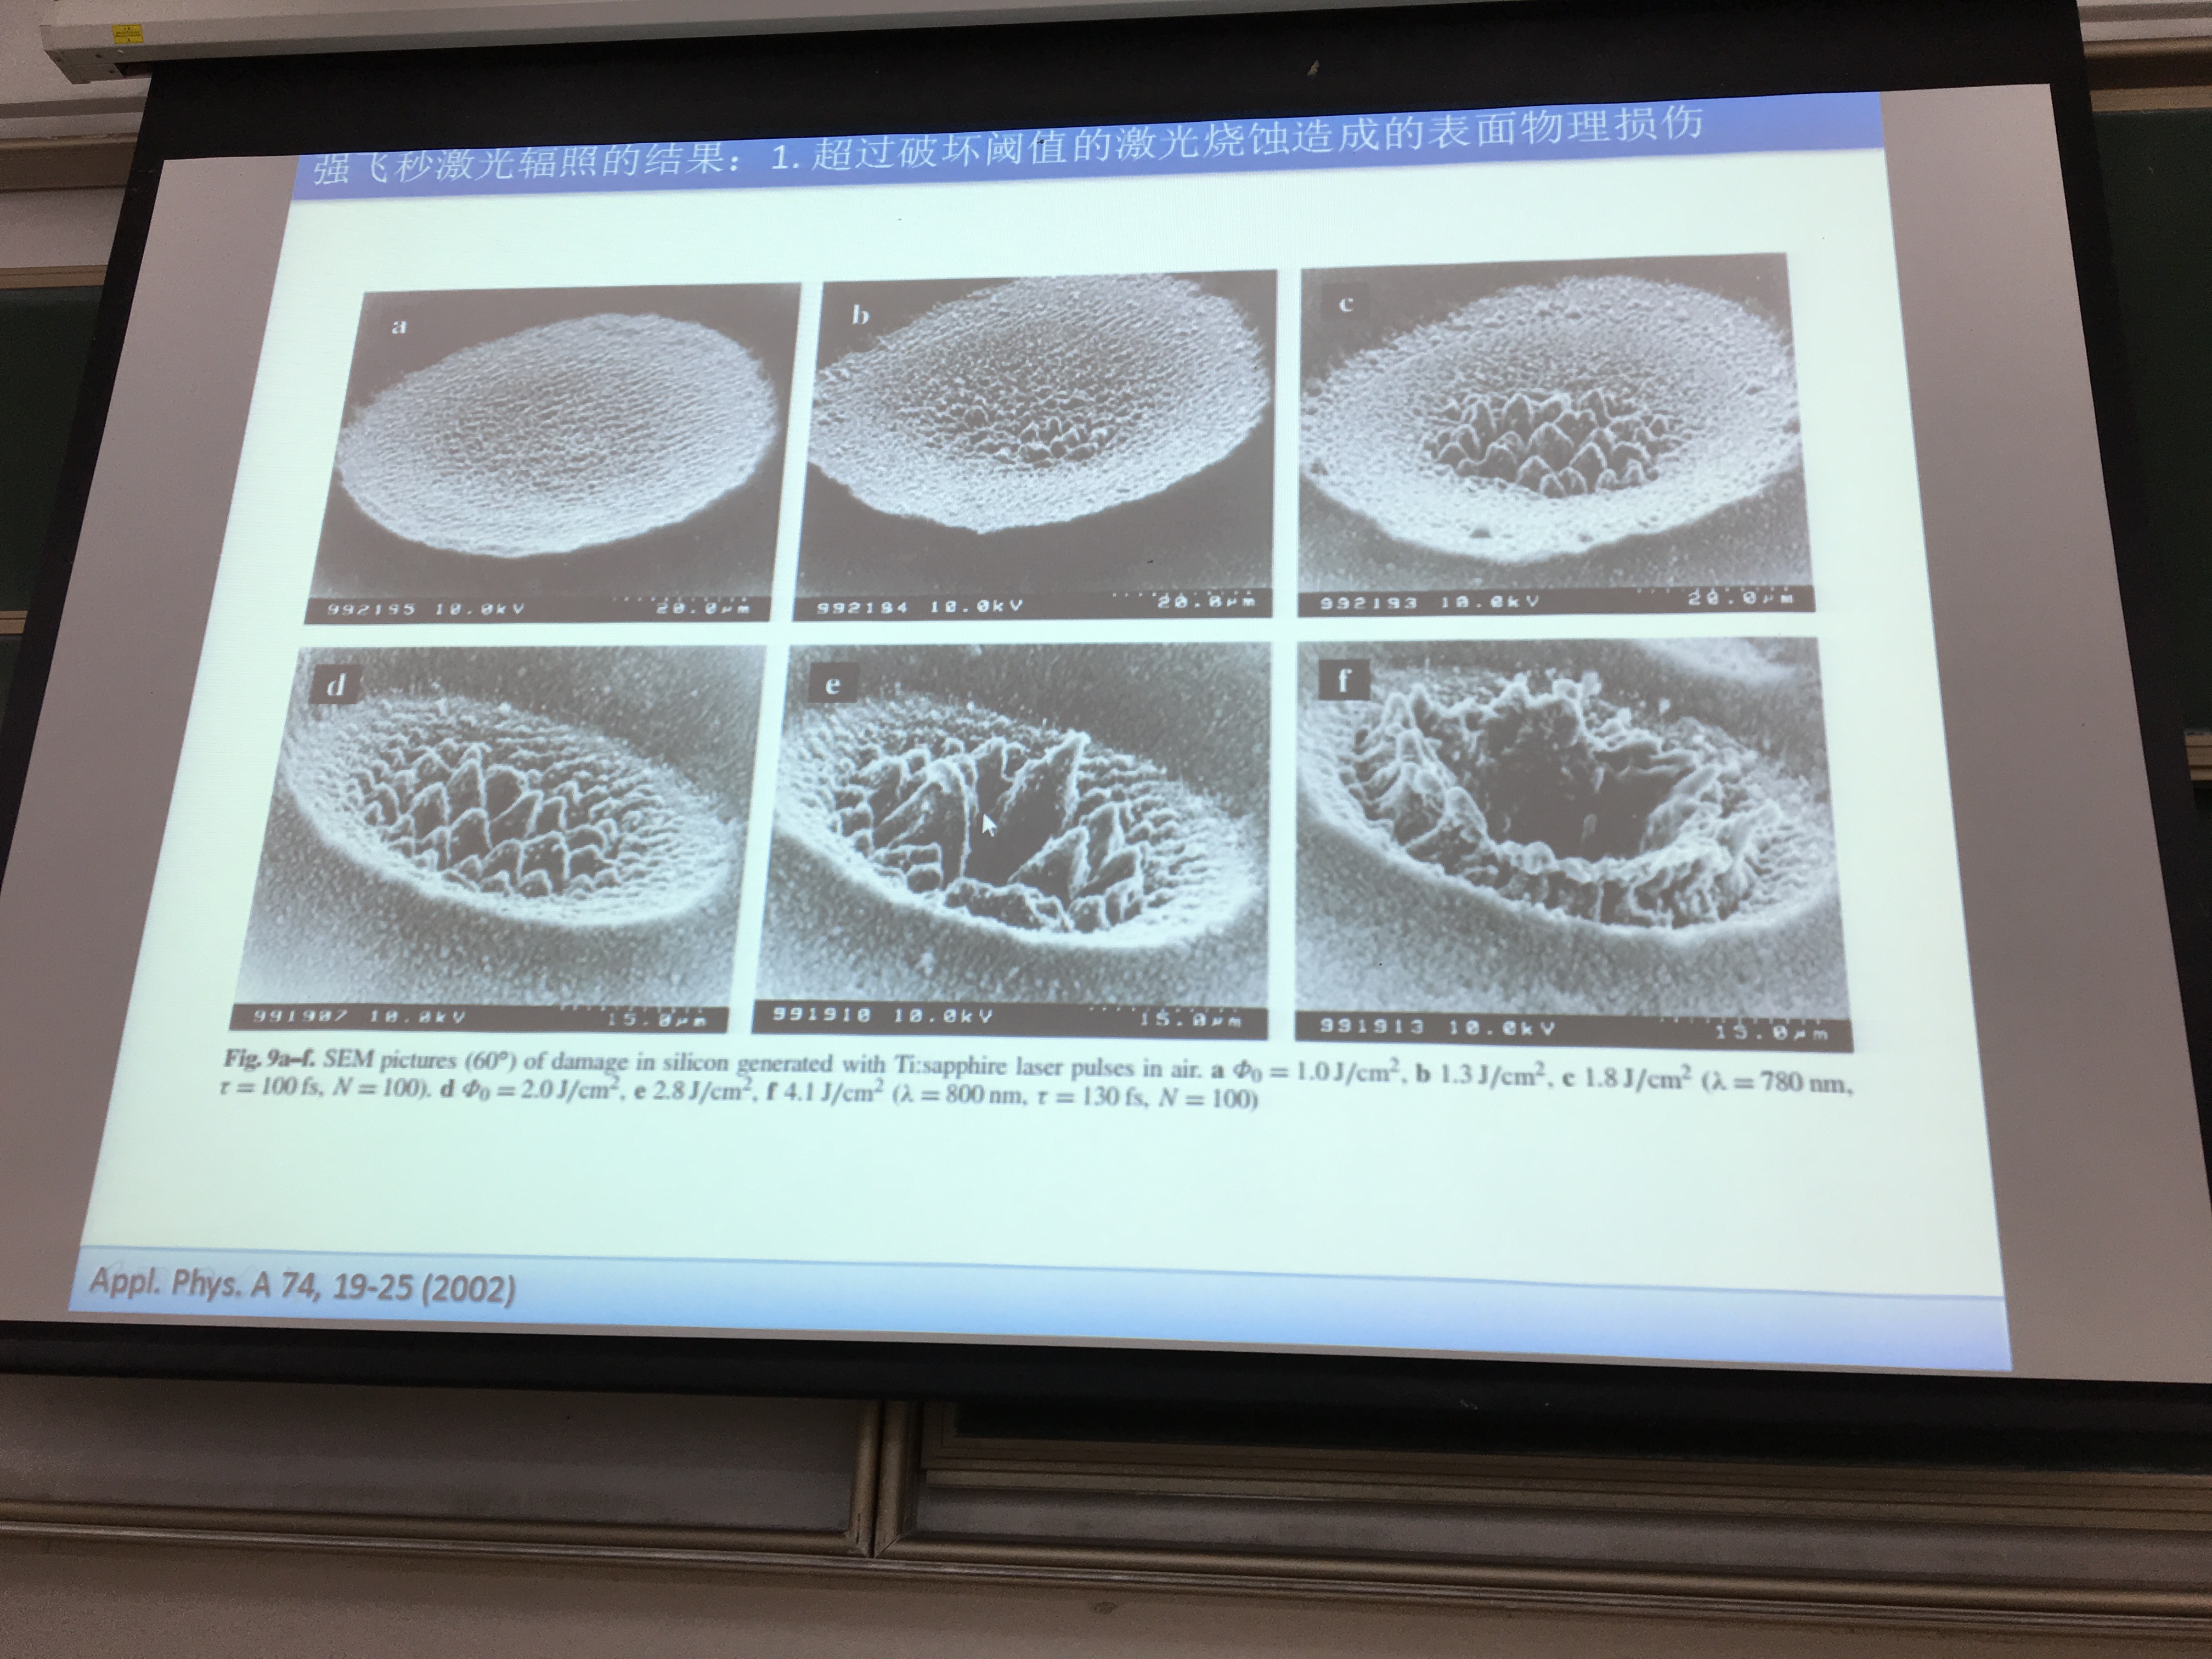 强飞秒激光辐照的结果：1. 超过破坏阈值的激光烧蚀造成的表面物理损伤
a
b
c
992195 10.0kV 20.0μm
992194 10.0kV 20.0μm
992193 10.0kV 20.0μm
d
e
f
991907 10.0kV 15.0μm
991910 10.0kV 15.0μm
991913 10.0kV 15.0μm
Fig. 9a–f. SEM pictures (60°) of damage in silicon generated with Ti:sapphire laser pulses in air. a Φ₀ = 1.0 J/cm², b 1.3 J/cm², c 1.8 J/cm² (λ = 780 nm,
τ = 100 fs, N = 100). d Φ₀ = 2.0 J/cm², e 2.8 J/cm², f 4.1 J/cm² (λ = 800 nm, τ = 130 fs, N = 100)
Appl. Phys. A 74, 19-25 (2002)